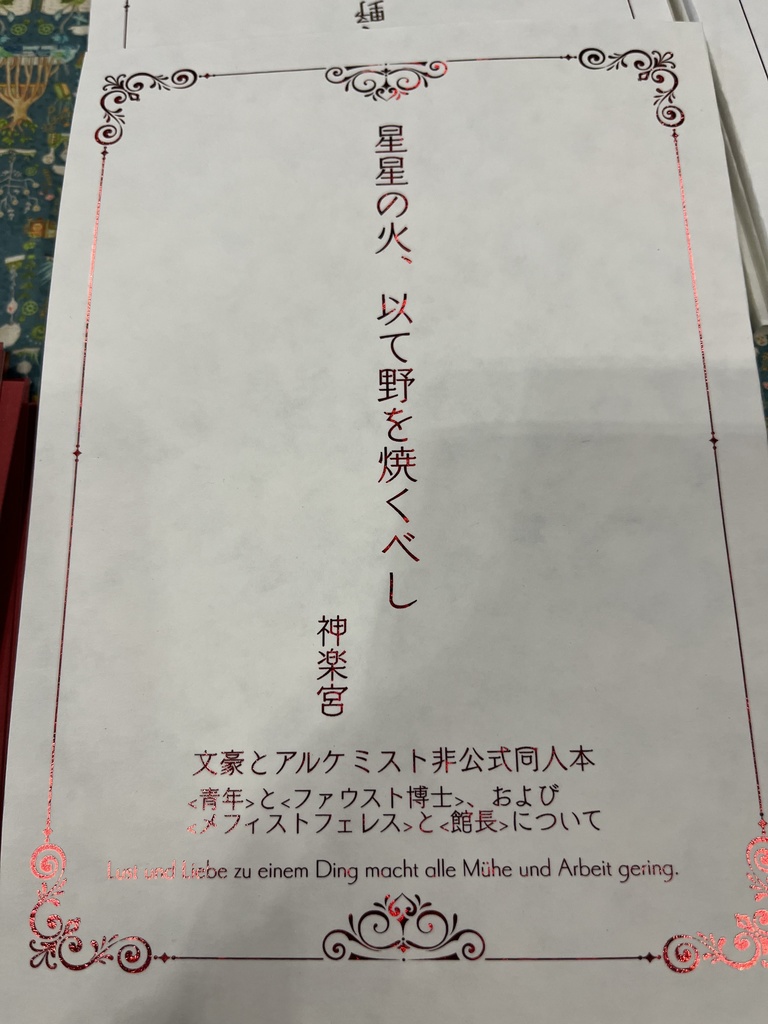 野
星星の火、以て野を焼くべし
神楽宮
文豪とアルケミスト非公式同人本
<青年>と<ファウスト博士>、および
<メフィストフェレス>と<館長>について
Lust und Liebe zu einem Ding macht alle Mühe und Arbeit gering.